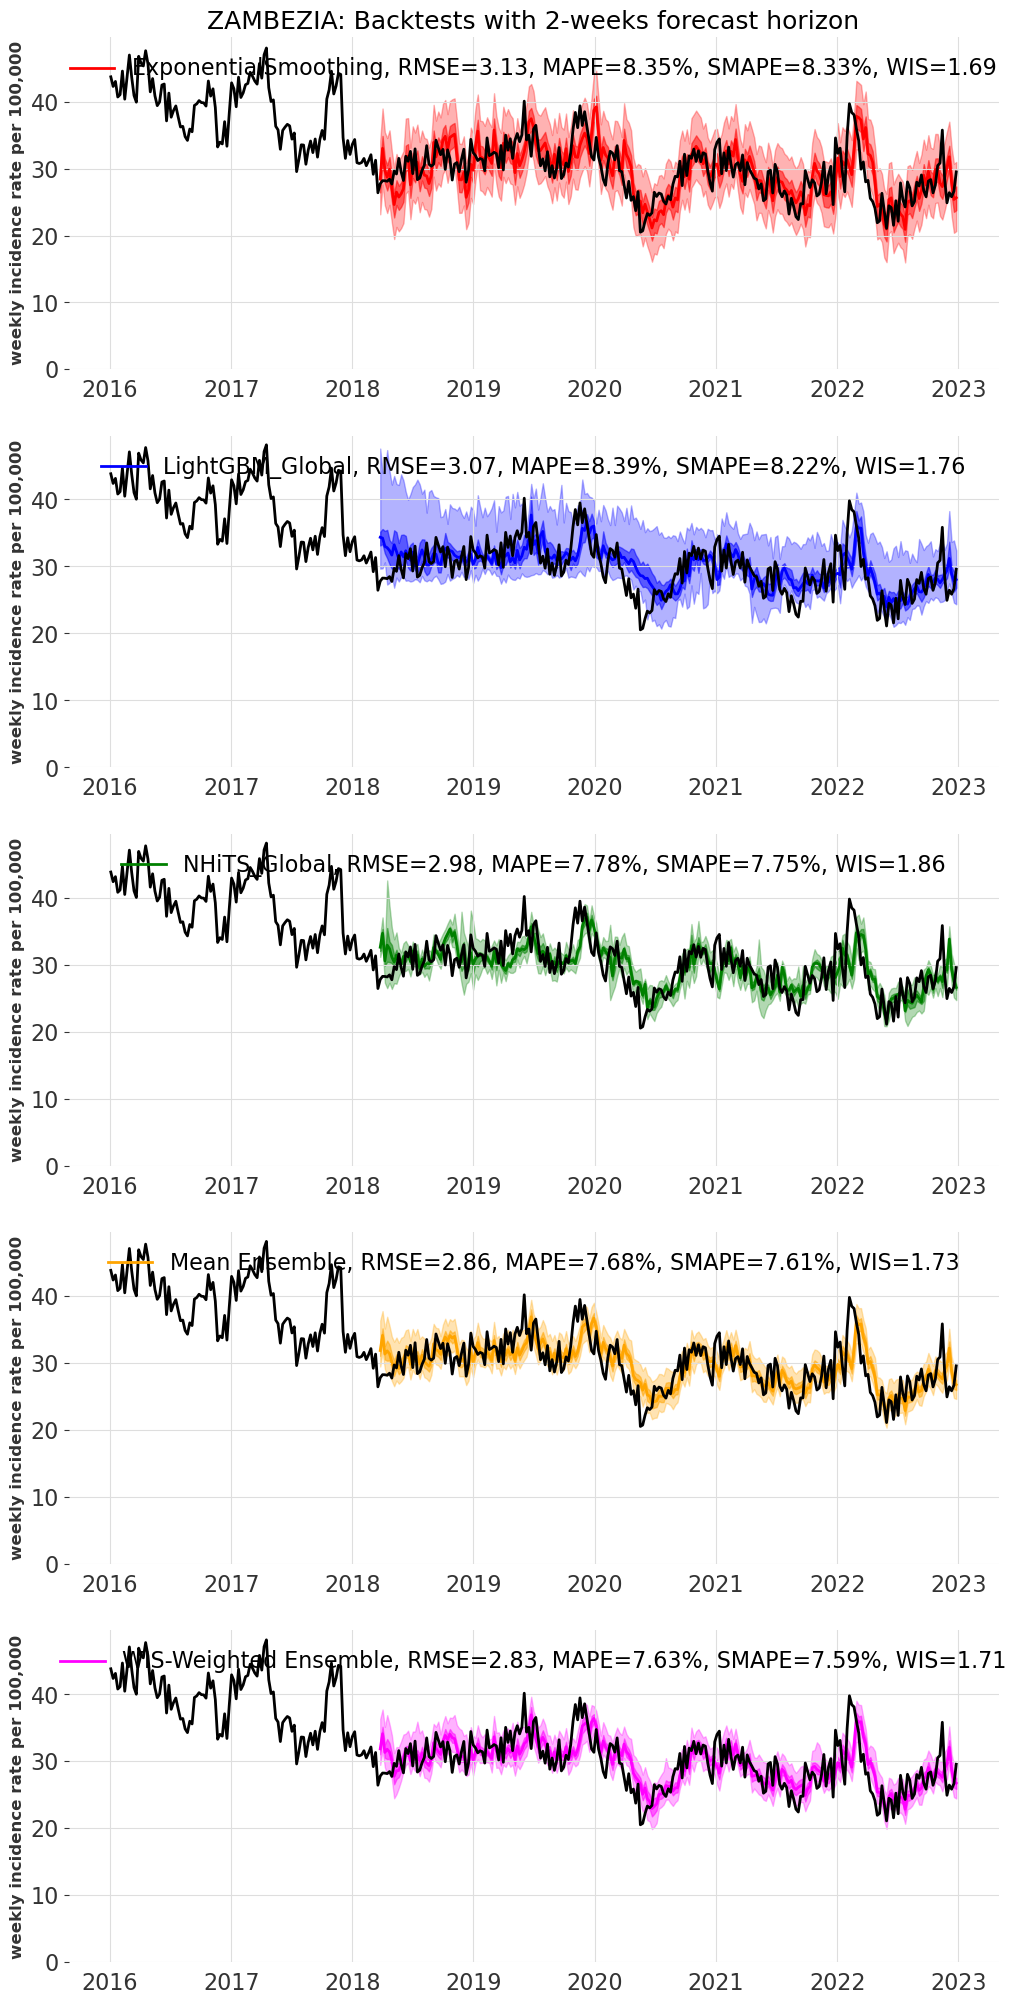 ZAMBEZIA: Backtests with 2-weeks forecast horizon
weekly incidence rate per 100,000
ExponentialSmoothing, RMSE=3.13, MAPE=8.35%, SMAPE=8.33%, WIS=1.69
40
30
20
10
0
2016 2017 2018 2019 2020 2021 2022 2023
weekly incidence rate per 100,000
LightGBM_Global, RMSE=3.07, MAPE=8.39%, SMAPE=8.22%, WIS=1.76
40
30
20
10
0
2016 2017 2018 2019 2020 2021 2022 2023
weekly incidence rate per 100,000
NHiTS_Global, RMSE=2.98, MAPE=7.78%, SMAPE=7.75%, WIS=1.86
40
30
20
10
0
2016 2017 2018 2019 2020 2021 2022 2023
weekly incidence rate per 100,000
Mean Ensemble, RMSE=2.86, MAPE=7.68%, SMAPE=7.61%, WIS=1.73
40
30
20
10
0
2016 2017 2018 2019 2020 2021 2022 2023
weekly incidence rate per 100,000
WIS-Weighted Ensemble, RMSE=2.83, MAPE=7.63%, SMAPE=7.59%, WIS=1.71
40
30
20
10
0
2016 2017 2018 2019 2020 2021 2022 2023